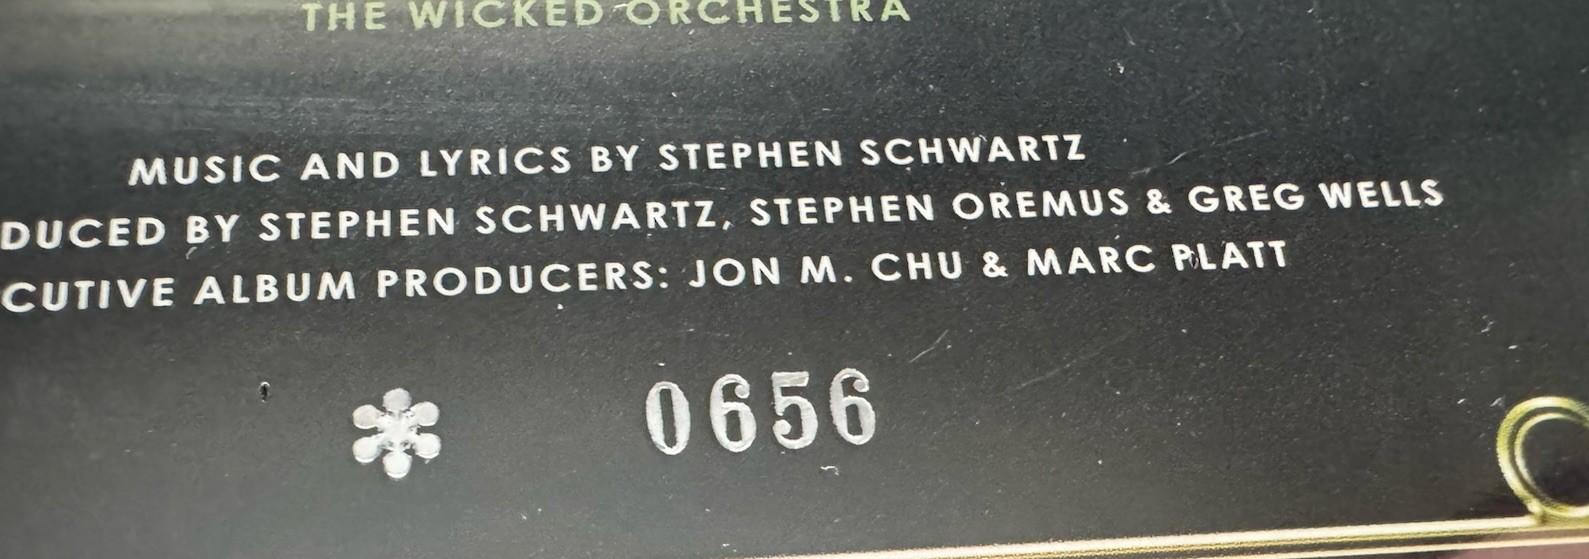 THE WICKED ORCHESTRA
MUSIC AND LYRICS BY STEPHEN SCHWARTZ
DUCED BY STEPHEN SCHWARTZ, STEPHEN OREMUS & GREG WELLS
CUTIVE ALBUM PRODUCERS: JON M. CHU & MARC PLATT
* 0656